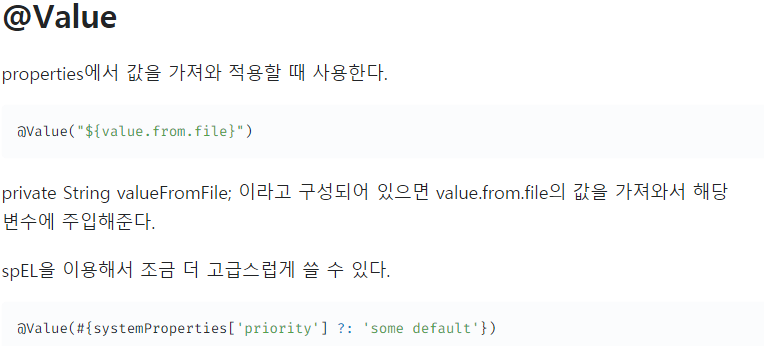 @Value
properties에서 값을 가져와 적용할 때 사용한다.
@Value("${value.from.file}")
private String valueFromFile; 이라고 구성되어 있으면 value.from.file의 값을 가져와서 해당
변수에 주입해준다.
spEL을 이용해서 조금 더 고급스럽게 쓸 수 있다.
@Value(#{systemProperties['priority'] ?: 'some default'})